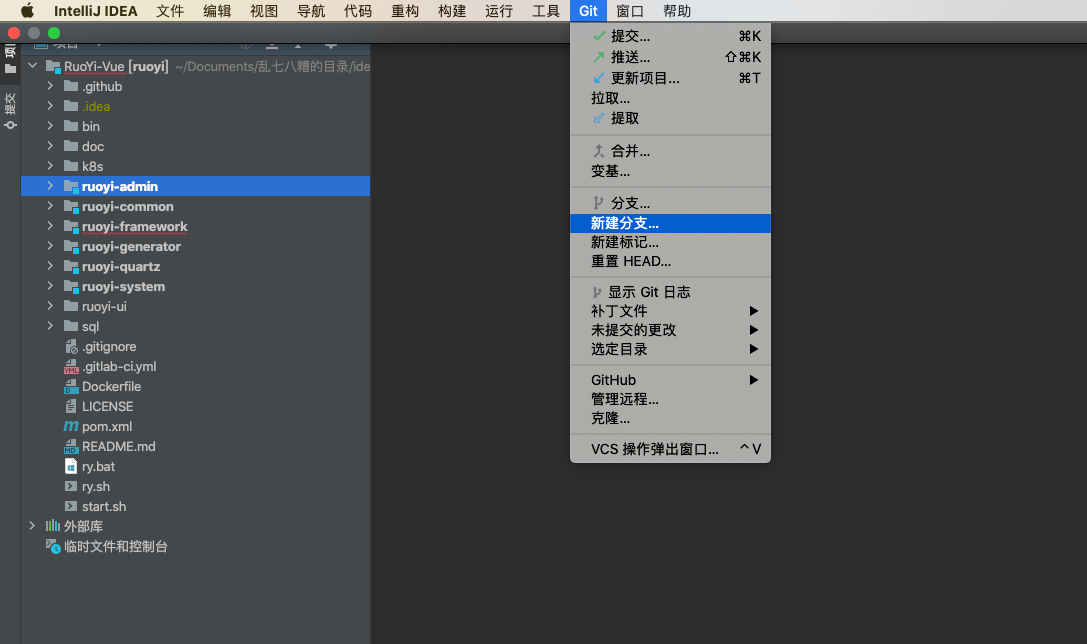 IntelliJ IDEA 文件 编辑 视图 导航 代码 重构 构建 运行 工具 Git 窗口 帮助
项目
RuoYi-Vue [ruoyi] ~/Documents/乱七八糟的目录/ide
.github
.idea
bin
doc
k8s
ruoyi-admin
ruoyi-common
ruoyi-framework
ruoyi-generator
ruoyi-quartz
ruoyi-system
ruoyi-ui
sql
.gitignore
.gitlab-ci.yml
Dockerfile
LICENSE
pom.xml
README.md
ry.bat
ry.sh
start.sh
外部库
临时文件和控制台
提交
提交... ⌘K
推送... ⇧⌘K
更新项目... ⌘T
拉取...
提取
合并...
变基...
分支...
新建分支...
新建标记...
重置 HEAD...
显示 Git 日志
补丁文件
未提交的更改
选定目录
GitHub
管理远程...
克隆...
VCS 操作弹出窗口... ^V